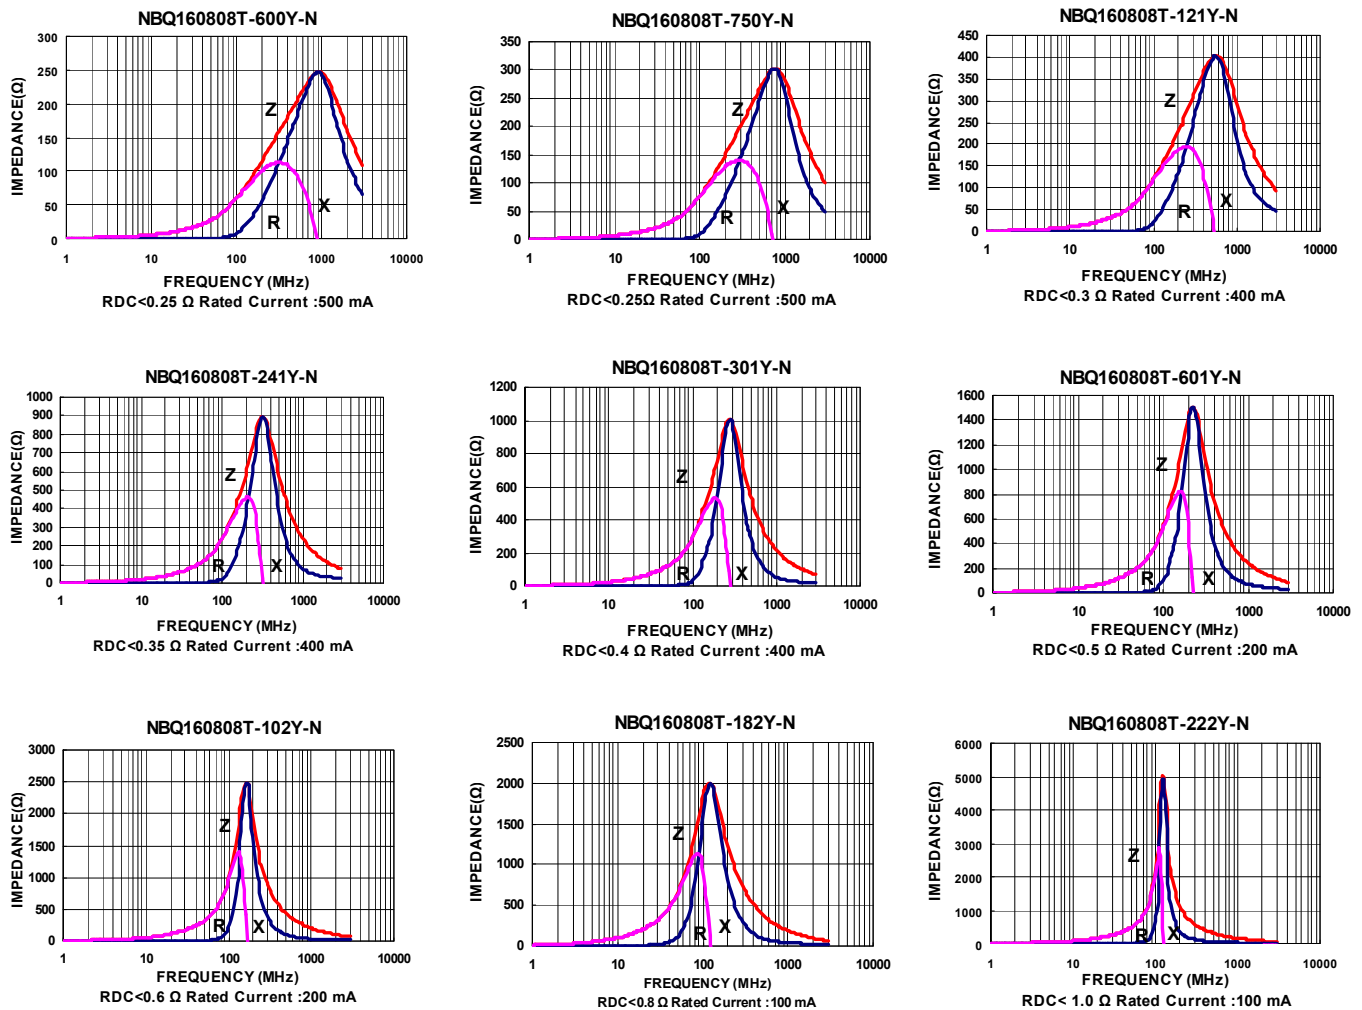 NBQ160808T-600Y-N
IMPEDANCE(Ω)
300
250
200
150
100
50
0
Z
R
X
1 10 100 1000 10000
FREQUENCY (MHz)
RDC<0.25 Ω Rated Current :500 mA
NBQ160808T-750Y-N
IMPEDANCE(Ω)
350
300
250
200
150
100
50
0
Z
R
X
1 10 100 1000 10000
FREQUENCY (MHz)
RDC<0.25Ω Rated Current :500 mA
NBQ160808T-121Y-N
IMPEDANCE(Ω)
450
400
350
300
250
200
150
100
50
0
Z
R
X
1 10 100 1000 10000
FREQUENCY (MHz)
RDC<0.3 Ω Rated Current :400 mA
NBQ160808T-241Y-N
IMPEDANCE(Ω)
1000
900
800
700
600
500
400
300
200
100
0
Z
R
X
1 10 100 1000 10000
FREQUENCY (MHz)
RDC<0.35 Ω Rated Current :400 mA
NBQ160808T-301Y-N
IMPEDANCE(Ω)
1200
1000
800
600
400
200
0
Z
R
X
1 10 100 1000 10000
FREQUENCY (MHz)
RDC<0.4 Ω Rated Current :400 mA
NBQ160808T-601Y-N
IMPEDANCE(Ω)
1600
1400
1200
1000
800
600
400
200
0
Z
R
X
1 10 100 1000 10000
FREQUENCY (MHz)
RDC<0.5 Ω Rated Current :200 mA
NBQ160808T-102Y-N
IMPEDANCE(Ω)
3000
2500
2000
1500
1000
500
0
Z
R
X
1 10 100 1000 10000
FREQUENCY (MHz)
RDC<0.6 Ω Rated Current :200 mA
NBQ160808T-182Y-N
IMPEDANCE(Ω)
2500
2000
1500
1000
500
0
Z
R
X
1 10 100 1000 10000
FREQUENCY (MHz)
RDC<0.8 Ω Rated Current :100 mA
NBQ160808T-222Y-N
IMPEDANCE(Ω)
6000
5000
4000
3000
2000
1000
0
Z
R
X
1 10 100 1000 10000
FREQUENCY (MHz)
RDC< 1.0 Ω Rated Current :100 mA